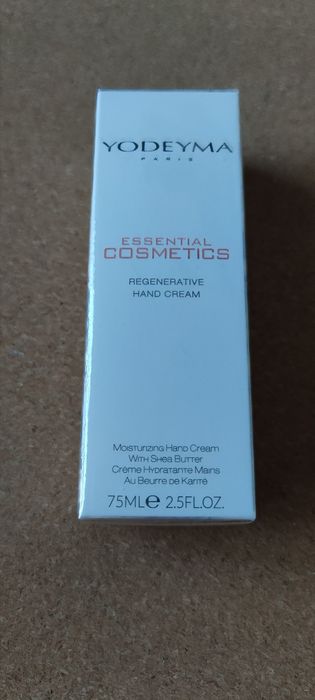 YODEYMA
PARIS
ESSENTIAL
COSMETICS
REGENERATIVE
HAND CREAM
Moisturizing Hand Cream
With Shea Butter
Crème Hydratante Mains
Au Beurre de Karité
75ML℮ 2.5FL.OZ.